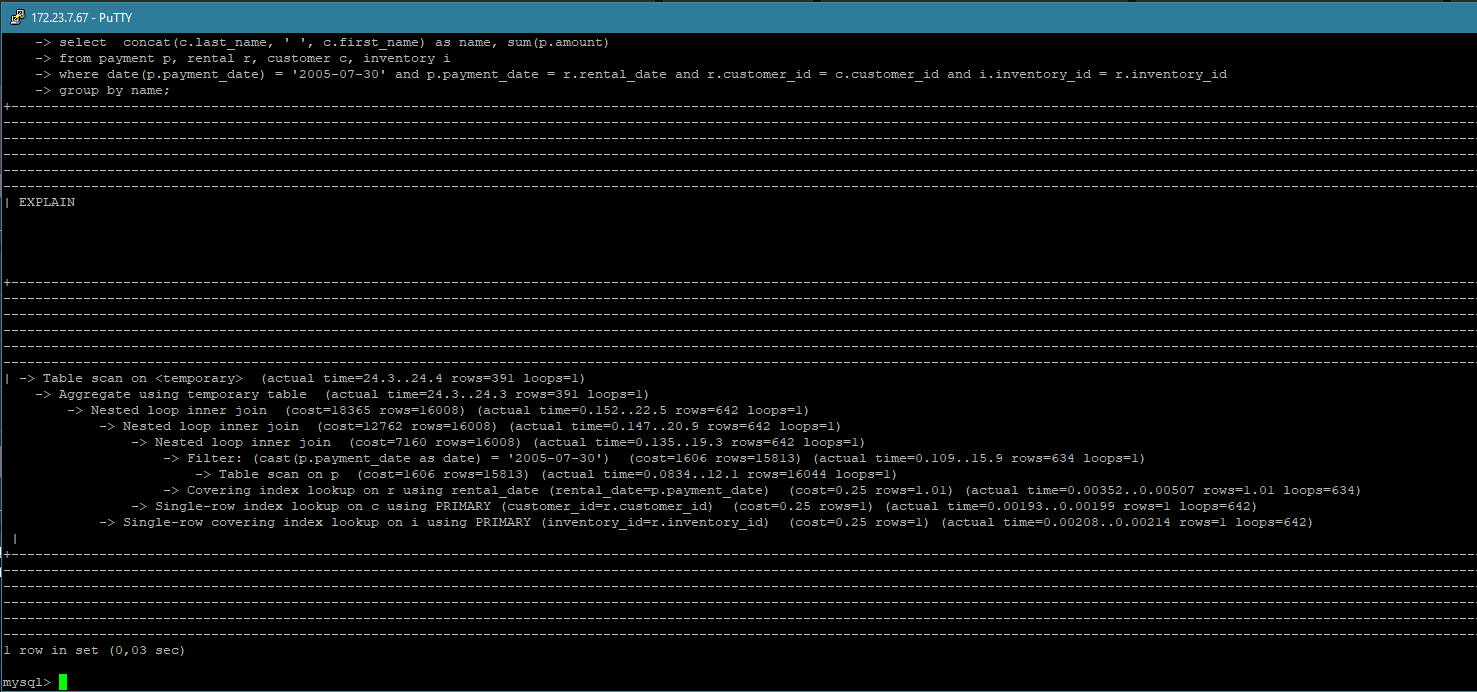 172.23.7.67 - PuTTY
-> select  concat(c.last_name, ' ', c.first_name) as name, sum(p.amount)
-> from payment p, rental r, customer c, inventory i
-> where date(p.payment_date) = '2005-07-30' and p.payment_date = r.rental_date and r.customer_id = c.customer_id and i.inventory_id = r.inventory_id
-> group by name;
| EXPLAIN
| -> Table scan on <temporary>  (actual time=24.3..24.4 rows=391 loops=1)
-> Aggregate using temporary table  (actual time=24.3..24.3 rows=391 loops=1)
-> Nested loop inner join  (cost=18365 rows=16008) (actual time=0.152..22.5 rows=642 loops=1)
-> Nested loop inner join  (cost=12762 rows=16008) (actual time=0.147..20.9 rows=642 loops=1)
-> Nested loop inner join  (cost=7160 rows=16008) (actual time=0.135..19.3 rows=642 loops=1)
-> Filter: (cast(p.payment_date as date) = '2005-07-30')  (cost=1606 rows=15813) (actual time=0.109..15.9 rows=634 loops=1)
-> Table scan on p  (cost=1606 rows=15813) (actual time=0.0834..12.1 rows=16044 loops=1)
-> Covering index lookup on r using rental_date (rental_date=p.payment_date)  (cost=0.25 rows=1.01) (actual time=0.00352..0.00507 rows=1.01 loops=634)
-> Single-row index lookup on c using PRIMARY (customer_id=r.customer_id)  (cost=0.25 rows=1) (actual time=0.00193..0.00199 rows=1 loops=642)
-> Single-row covering index lookup on i using PRIMARY (inventory_id=r.inventory_id)  (cost=0.25 rows=1) (actual time=0.00208..0.00214 rows=1 loops=642)
|
1 row in set (0,03 sec)
mysql>